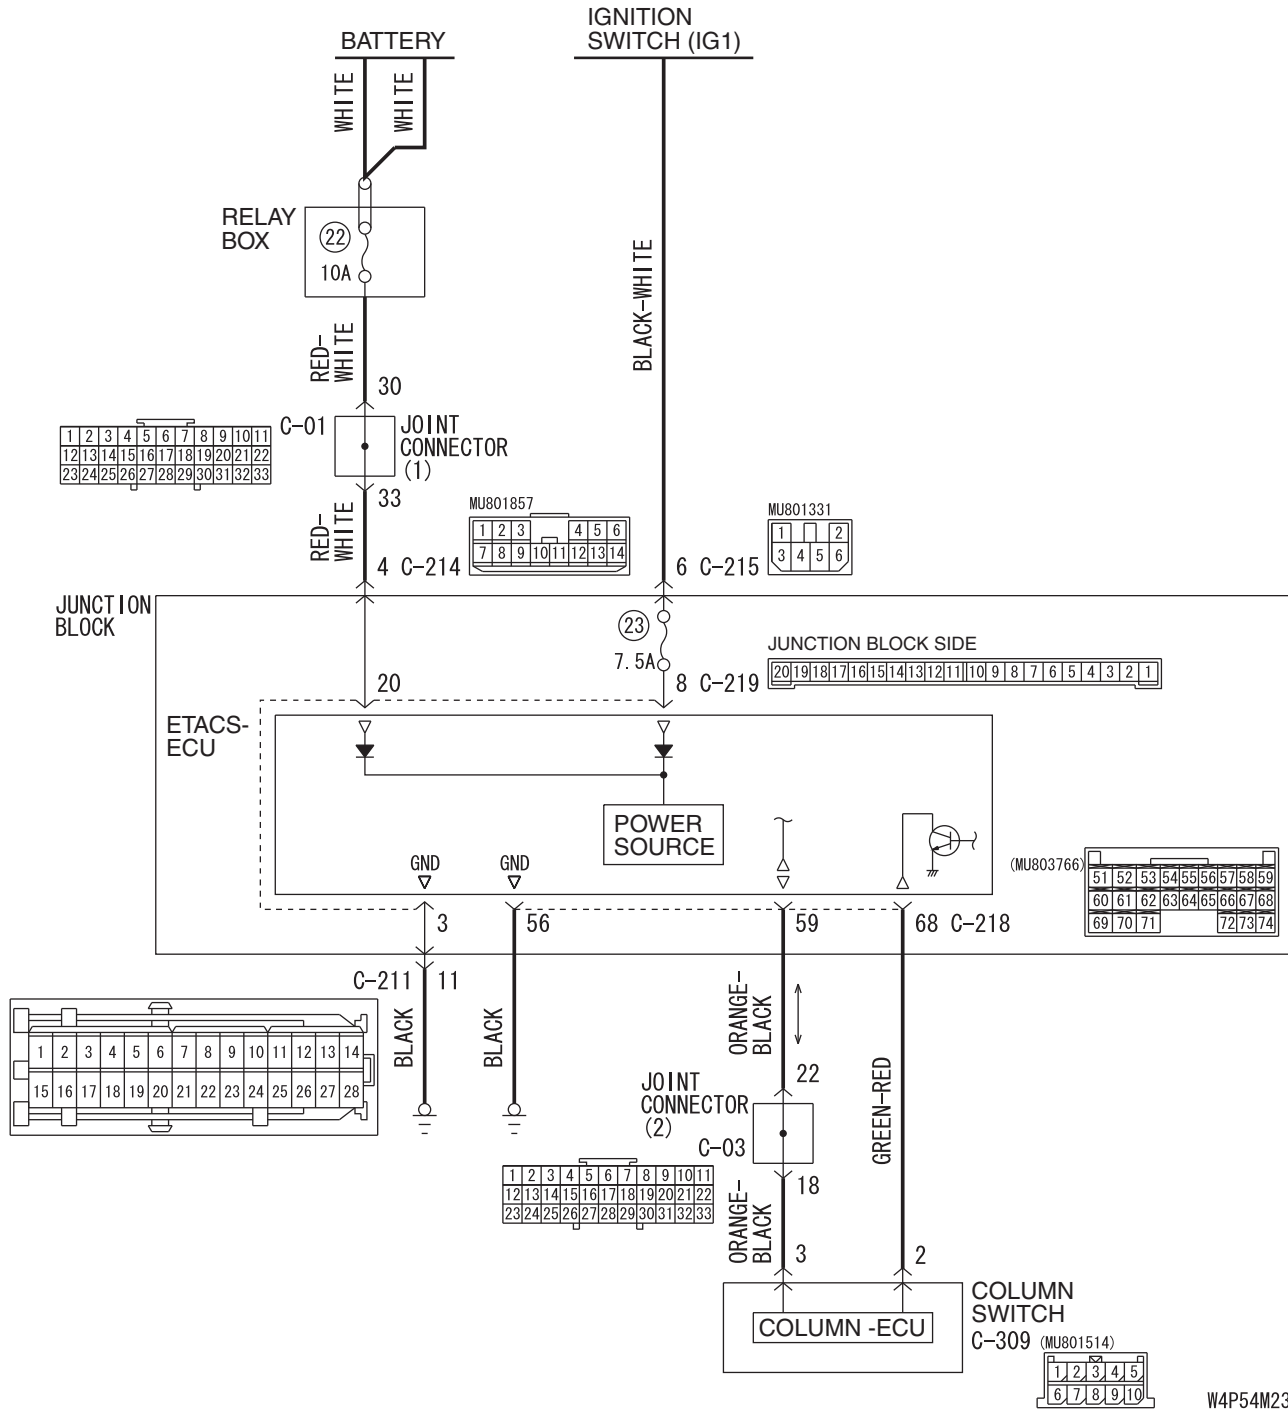 IGNITION
SWITCH (IG1)
BATTERY
WHITE
WHITE
RELAY
BOX
22
10A
BLACK-WHITE
RED-
WHITE
30
C-01
JOINT
CONNECTOR
(1)
1 2 3 4 5 6 7 8 9 10 11
12 13 14 15 16 17 18 19 20 21 22
23 24 25 26 27 28 29 30 31 32 33
33
RED-
WHITE
MU801857
1 2 3 4 5 6
7 8 9 10 11 12 13 14
MU801331
1 2
3 4 5 6
4 C-214
6 C-215
JUNCTION
BLOCK
23
7.5A
JUNCTION BLOCK SIDE
20 19 18 17 16 15 14 13 12 11 10 9 8 7 6 5 4 3 2 1
20
8 C-219
ETACS-
ECU
POWER
SOURCE
GND
GND
(MU803766)
51 52 53 54 55 56 57 58 59
60 61 62 63 64 65 66 67 68
69 70 71 72 73 74
3
56
59
68 C-218
C-211
11
BLACK
BLACK
ORANGE-
BLACK
GREEN-RED
1 2 3 4 5 6 7 8 9 10 11 12 13 14
15 16 17 18 19 20 21 22 23 24 25 26 27 28
22
JOINT
CONNECTOR
(2)
C-03
1 2 3 4 5 6 7 8 9 10 11
12 13 14 15 16 17 18 19 20 21 22
23 24 25 26 27 28 29 30 31 32 33
18
ORANGE-
BLACK
3
2
COLUMN -ECU
COLUMN
SWITCH
C-309 (MU801514)
1 2 3 4 5
6 7 8 9 10
W4P54M23